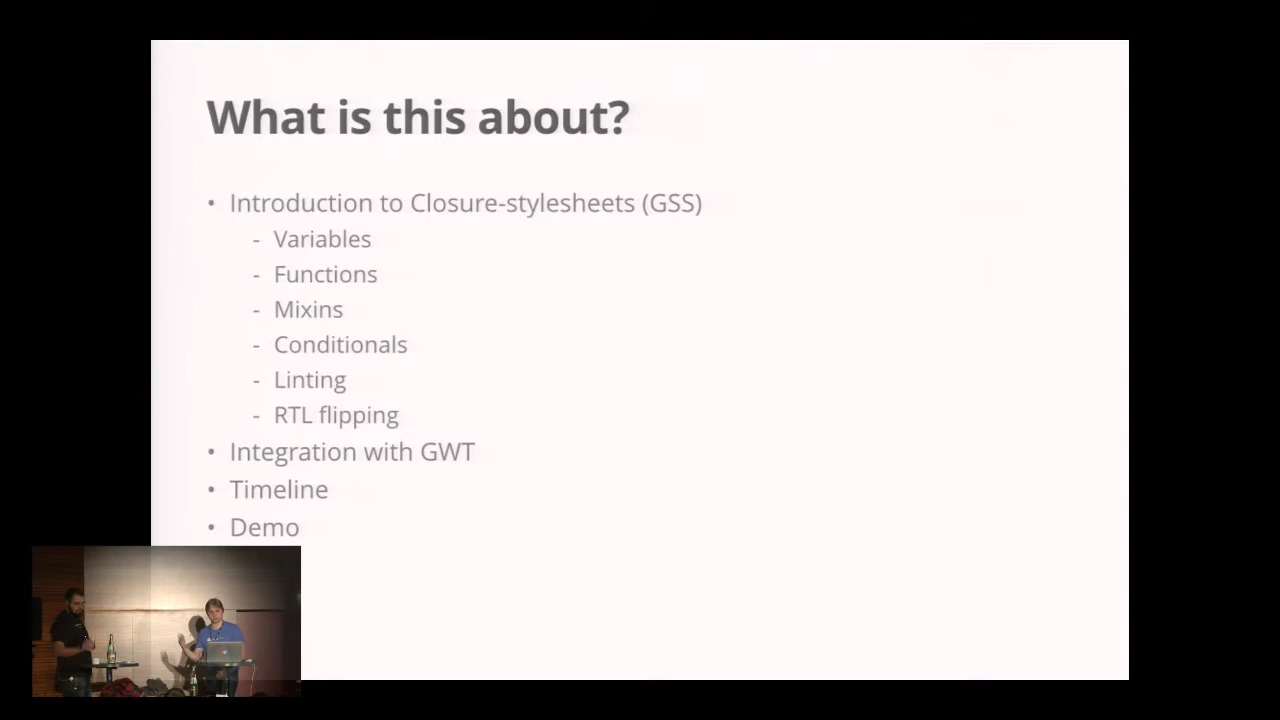 What is this about?
• Introduction to Closure-stylesheets (GSS)
- Variables
- Functions
- Mixins
- Conditionals
- Linting
- RTL flipping
• Integration with GWT
• Timeline
• Demo